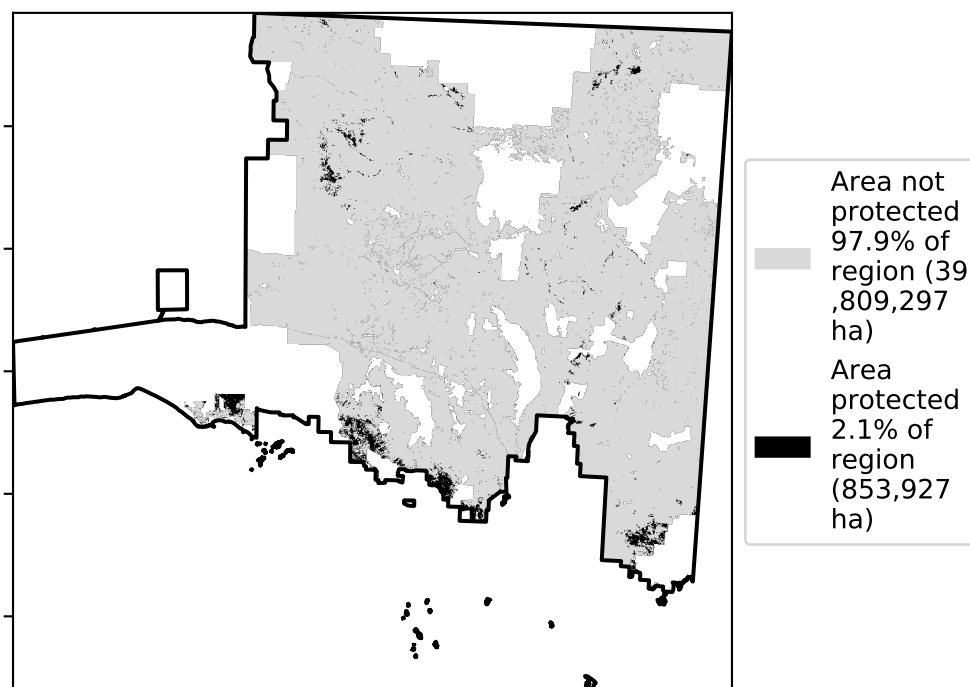 Area not
protected
97.9% of
region (39
,809,297
ha)
Area
protected
2.1% of
region
(853,927
ha)